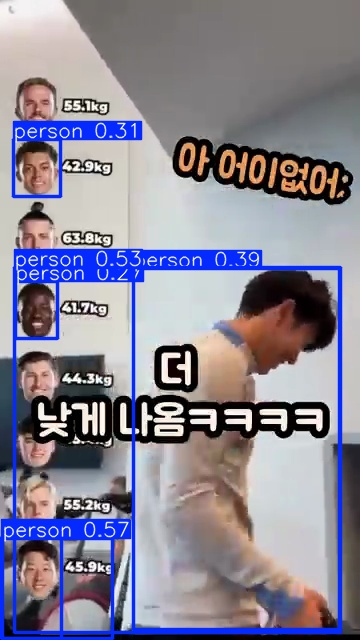 55.1kg
person 0.31
42.9kg
아 어이없어;
63.8kg
person 0.53
person 0.39
person 0.27
41.7kg
더
44.3kg
낮게 나옴ㅋㅋㅋㅋ
55.2kg
person 0.57
45.9kg